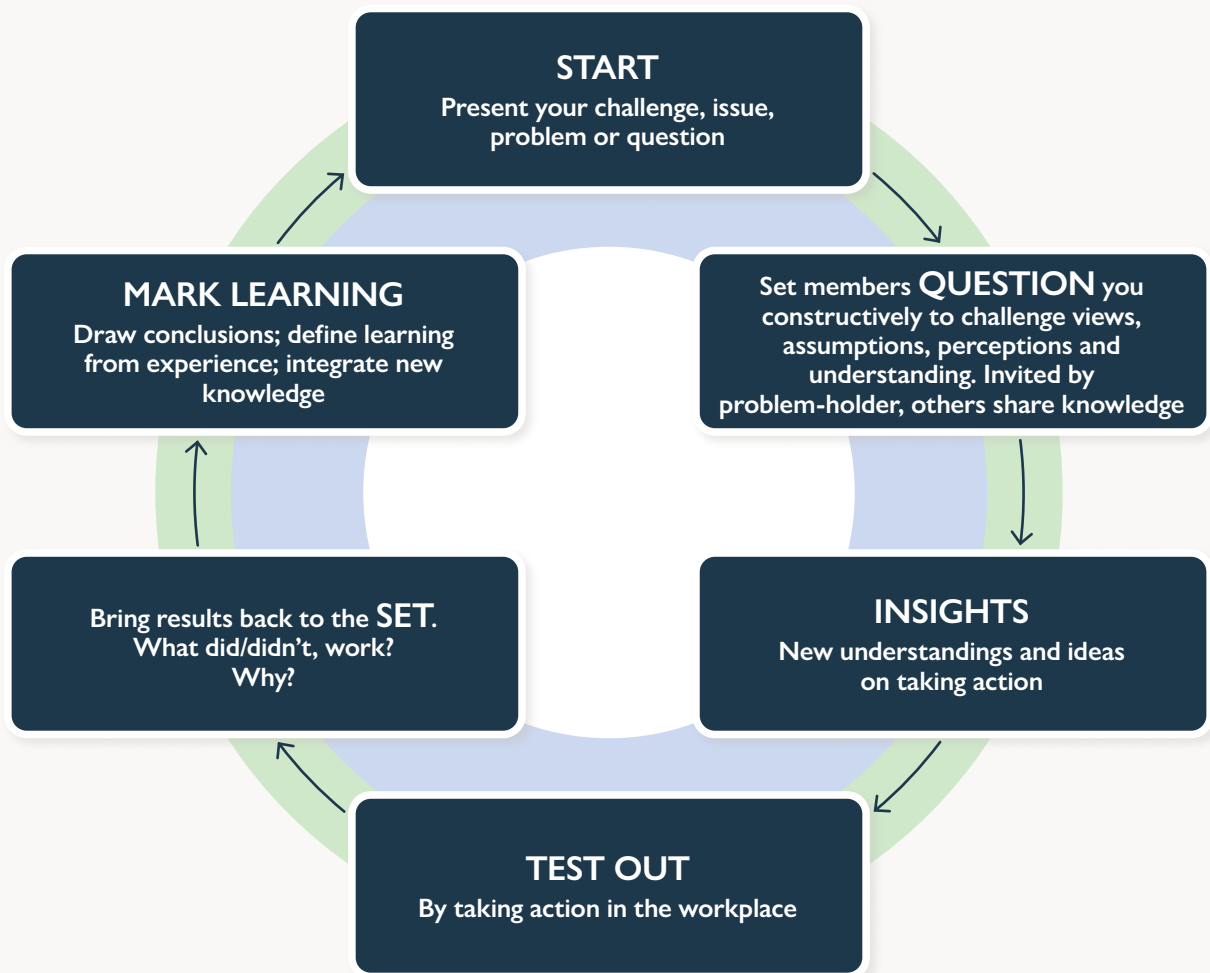 START
Present your challenge, issue,
problem or question
Set members QUESTION you
constructively to challenge views,
assumptions, perceptions and
understanding. Invited by
problem-holder, others share knowledge
INSIGHTS
New understandings and ideas
on taking action
TEST OUT
By taking action in the workplace
Bring results back to the SET.
What did/didn’t, work?
Why?
MARK LEARNING
Draw conclusions; define learning
from experience; integrate new
knowledge